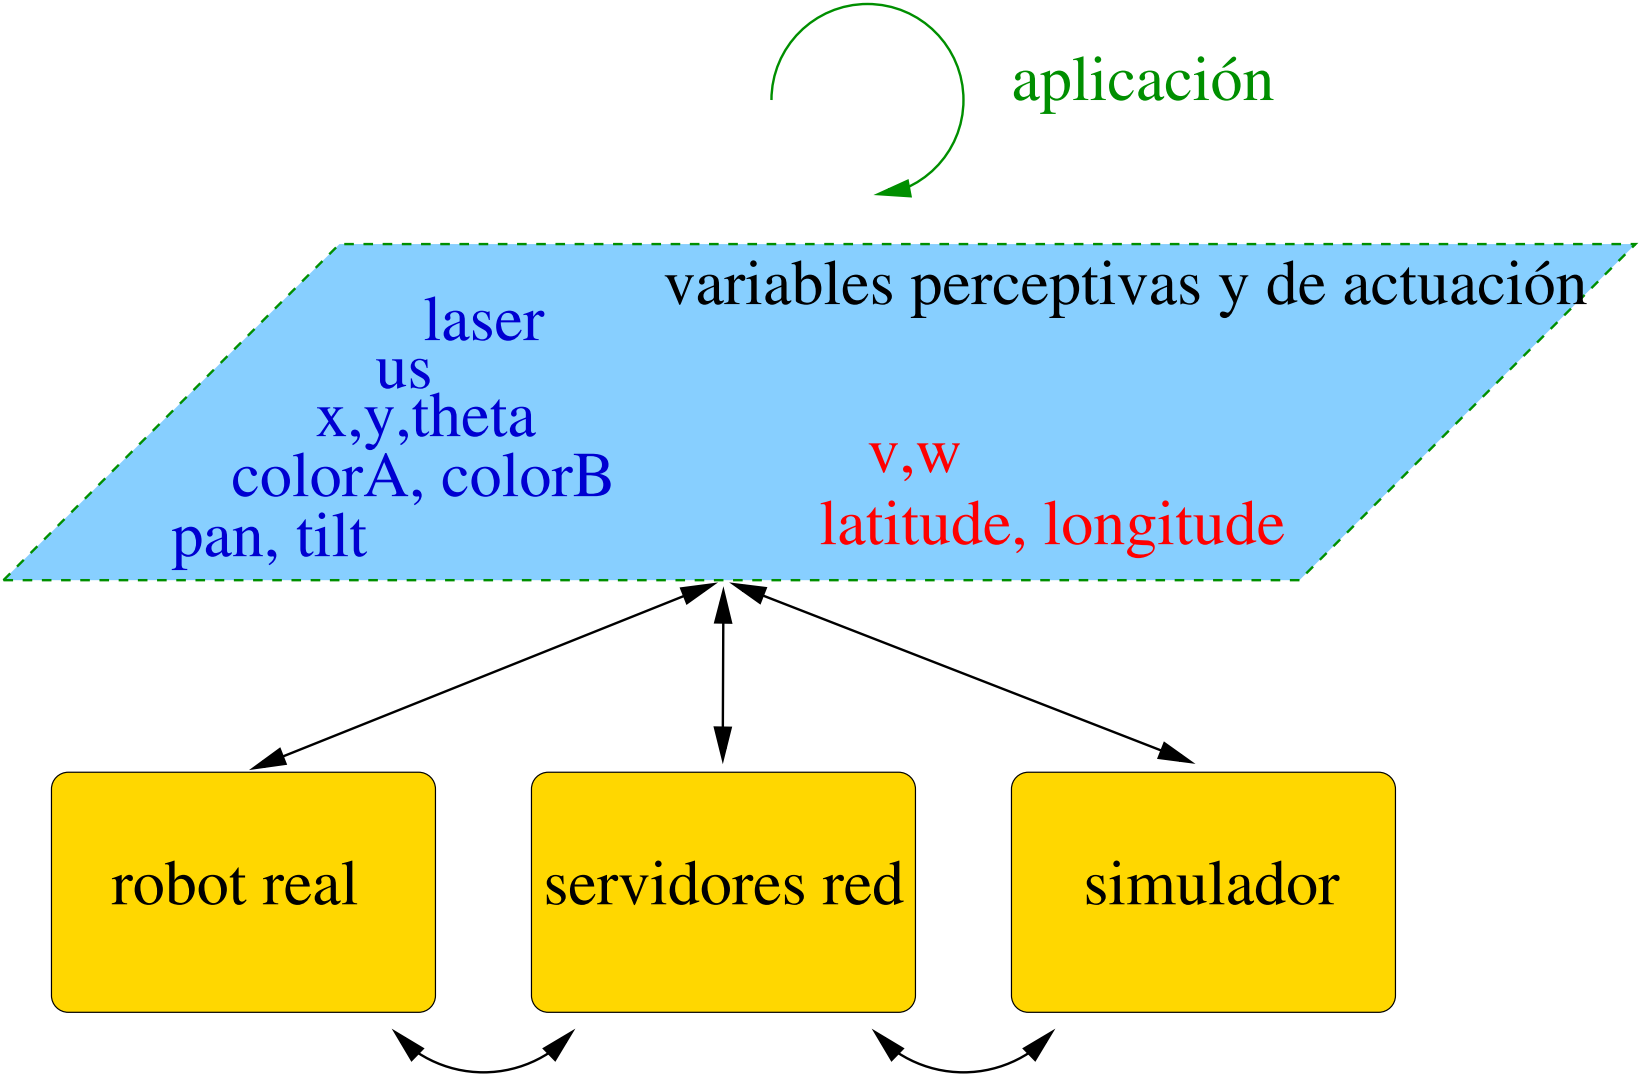 aplicación
variables perceptivas y de actuación
laser
us
x,y,theta
colorA, colorB
pan, tilt
v,w
latitude, longitude
robot real
servidores red
simulador